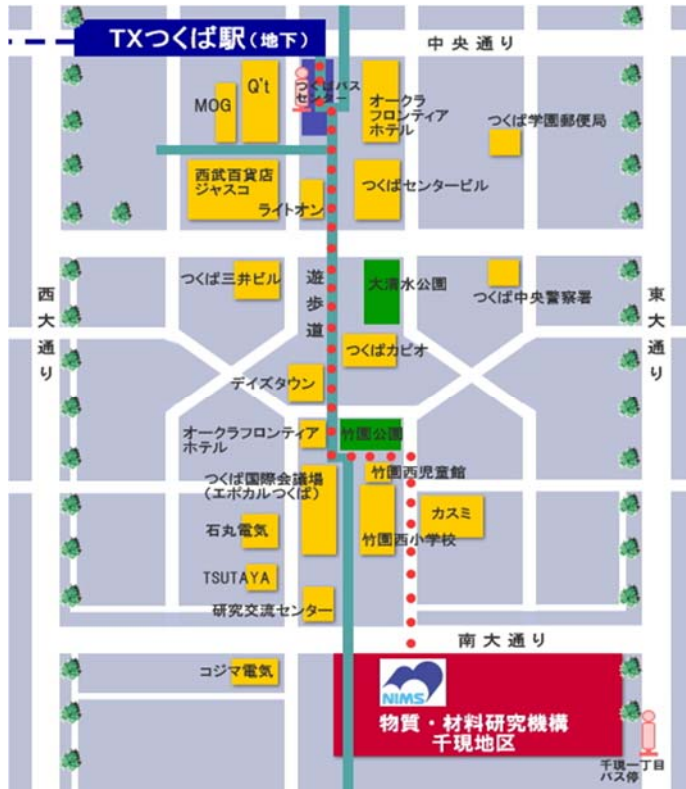 TXつくば駅（地下）
中央通り
Q't
MOG
つくばバス
センター
オークラ
フロンティア
ホテル
つくば学園郵便局
西武百貨店
ジャスコ
ライトオン
つくばセンタービル
つくば三井ビル
遊歩道
大清水公園
つくば中央警察署
西大通り
東大通り
つくばカピオ
デイズタウン
オークラフロンティア
ホテル
竹園公園
つくば国際会議場
（エポカルつくば）
竹園西児童館
カスミ
石丸電気
竹園西小学校
TSUTAYA
研究交流センター
南大通り
コジマ電気
NIMS
物質・材料研究機構
千現地区
千現一丁目
バス停